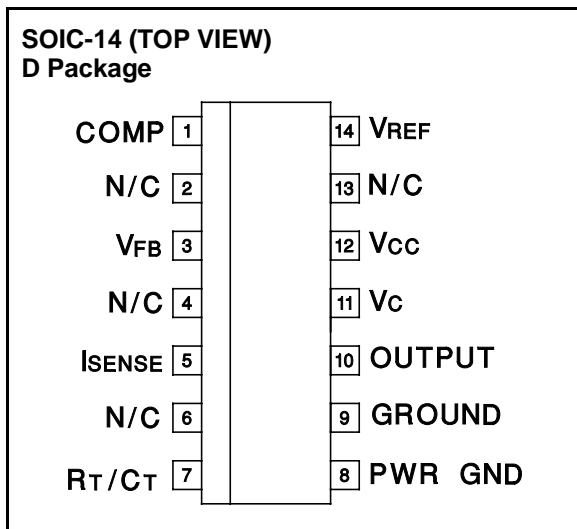 SOIC-14 (TOP VIEW)
D Package
COMP 1 14 VREF
N/C 2 13 N/C
VFB 3 12 VCC
N/C 4 11 VC
ISENSE 5 10 OUTPUT
N/C 6 9 GROUND
RT/CT 7 8 PWR GND